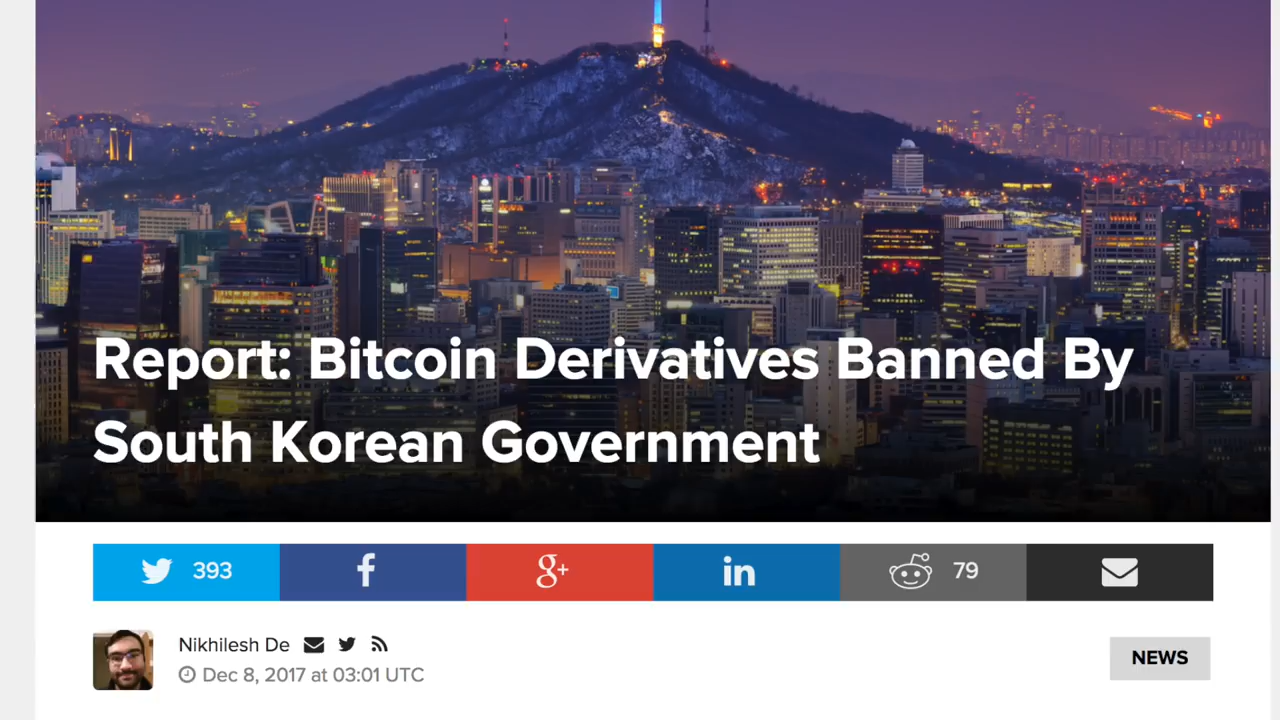 Report: Bitcoin Derivatives Banned By
South Korean Government
393
79
Nikhilesh De
Dec 8, 2017 at 03:01 UTC
NEWS